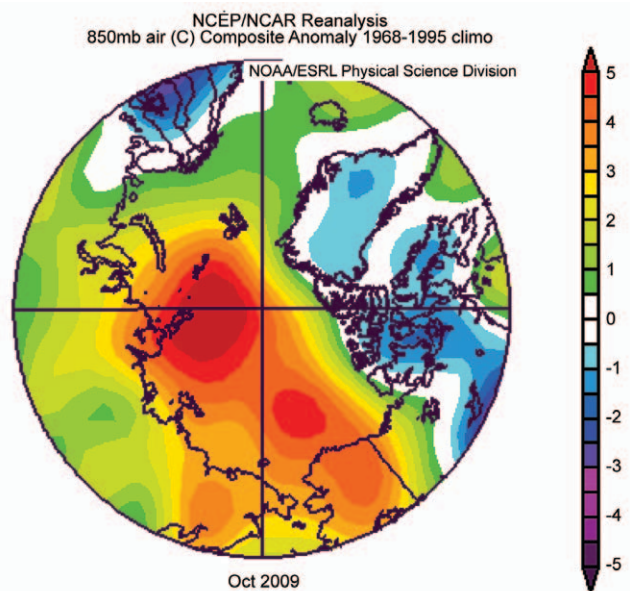 NCEP/NCAR Reanalysis
850mb air (C) Composite Anomaly 1968-1995 climo
NOAA/ESRL Physical Science Division
5
4
3
2
1
0
-1
-2
-3
-4
-5
Oct 2009